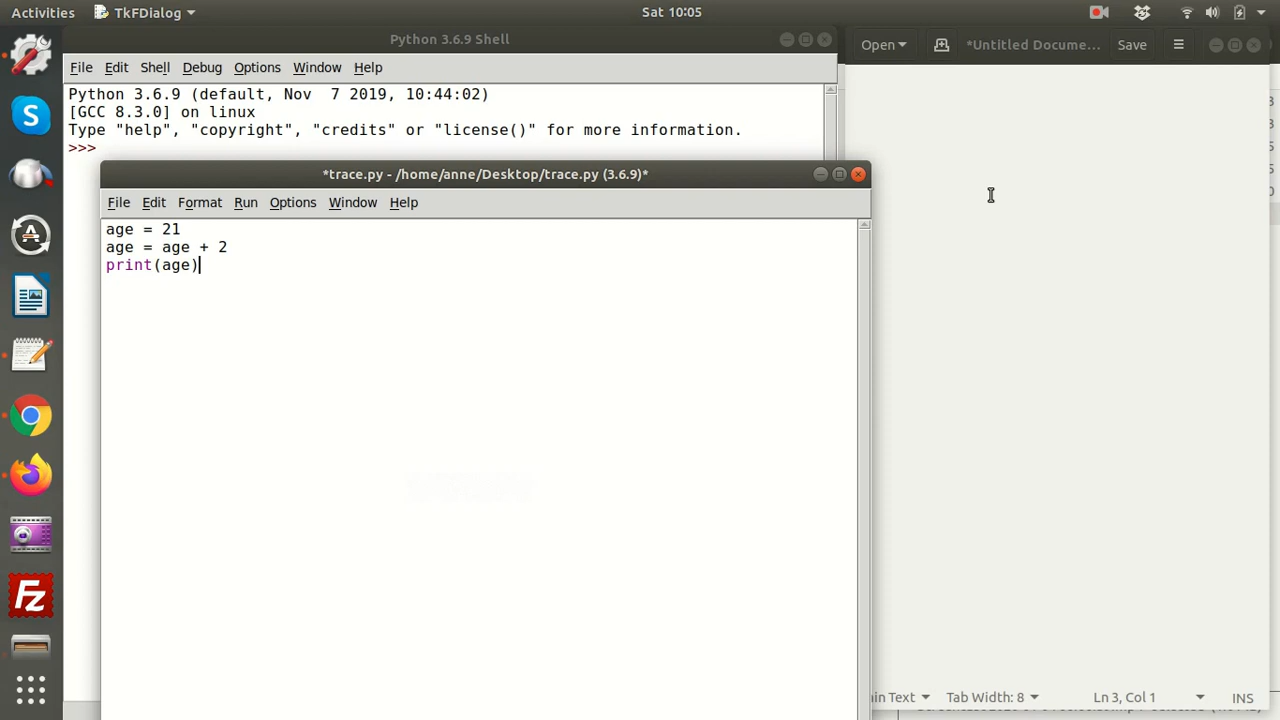 Activities TkFDialog Sat 10:05
Python 3.6.9 Shell
File Edit Shell Debug Options Window Help
Python 3.6.9 (default, Nov  7 2019, 10:44:02)
[GCC 8.3.0] on linux
Type "help", "copyright", "credits" or "license()" for more information.
>>>
Open *Untitled Docume... Save
*trace.py - /home/anne/Desktop/trace.py (3.6.9)*
File Edit Format Run Options Window Help
age = 21
age = age + 2
print(age)
in Text Tab Width: 8 Ln 3, Col 1 INS